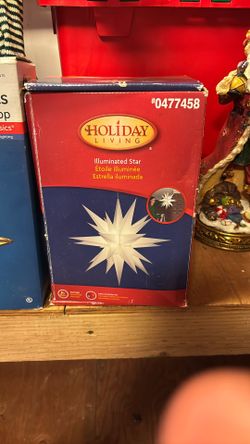 #0477458
HOLIDAY
LIVING
Illuminated Star
Étoile Illuminée
Estrella iluminada